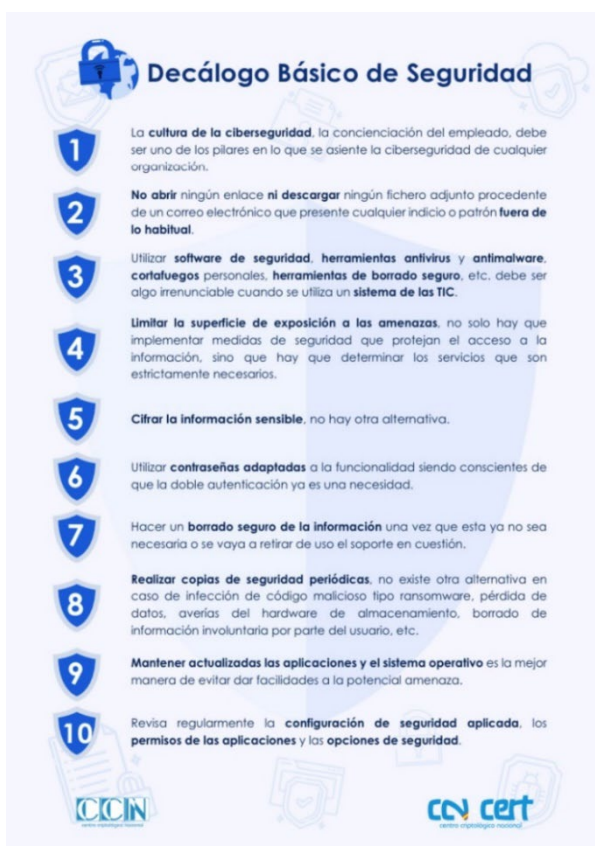 Decálogo Básico de Seguridad
1
La cultura de la ciberseguridad, la concienciación del empleado, debe
ser uno de los pilares en lo que se asiente la ciberseguridad de cualquier
organización.
2
No abrir ningún enlace ni descargar ningún fichero adjunto procedente
de un correo electrónico que presente cualquier indicio o patrón fuera de
lo habitual.
3
Utilizar software de seguridad, herramientas antivirus y antimalware,
cortafuegos personales, herramientas de borrado seguro, etc. debe ser
algo irrenunciable cuando se utiliza un sistema de las TIC.
4
Limitar la superficie de exposición a las amenazas, no solo hay que
implementar medidas de seguridad que protejan el acceso a la
información, sino que hay que determinar los servicios que son
estrictamente necesarios.
5
Cifrar la información sensible, no hay otra alternativa.
6
Utilizar contraseñas adaptadas a la funcionalidad siendo conscientes de
que la doble autenticación ya es una necesidad.
7
Hacer un borrado seguro de la información una vez que esta ya no sea
necesaria o se vaya a retirar de uso el soporte en cuestión.
8
Realizar copias de seguridad periódicas, no existe otra alternativa en
caso de infección de código malicioso tipo ransomware, pérdida de
datos, averías del hardware de almacenamiento, borrado de
información involuntaria por parte del usuario, etc.
9
Mantener actualizadas las aplicaciones y el sistema operativo es la mejor
manera de evitar dar facilidades a la potencial amenaza.
10
Revisa regularmente la configuración de seguridad aplicada, los
permisos de las aplicaciones y las opciones de seguridad.
CCN
centro criptológico nacional
ccn cert
centro criptológico nacional